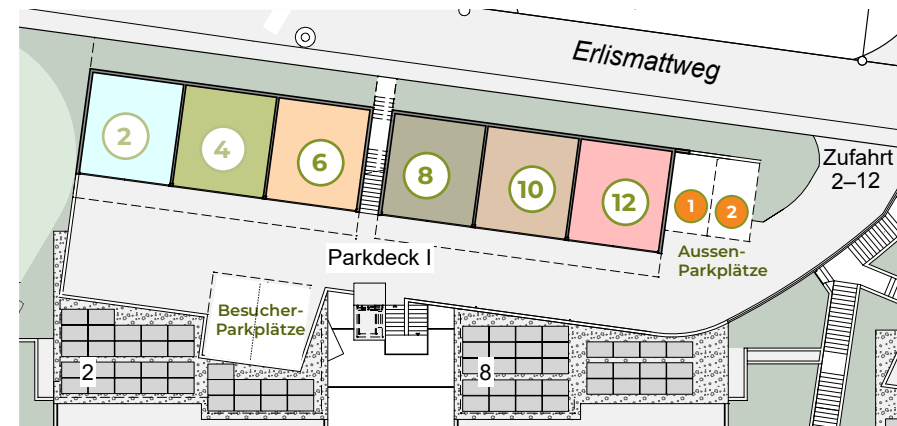 Erlismattweg
2
4
6
8
10
12
1
2
Zufahrt
2–12
Aussen-
Parkplätze
Parkdeck I
Besucher-
Parkplätze
2
8